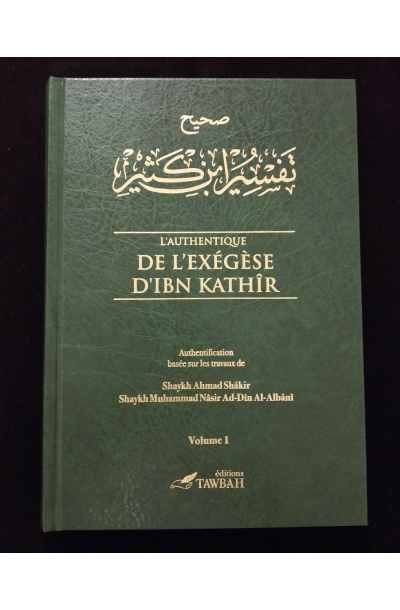 صحيح
تفسير ابن كثير
L'AUTHENTIQUE
DE L'EXÉGÈSE
D'IBN KATHÎR
Authentification
basée sur les travaux de
Shaykh Ahmad Shâkir
Shaykh Muhammad Nâsir Ad-Dîn Al-Albânî
Volume 1
éditions
TAWBAH